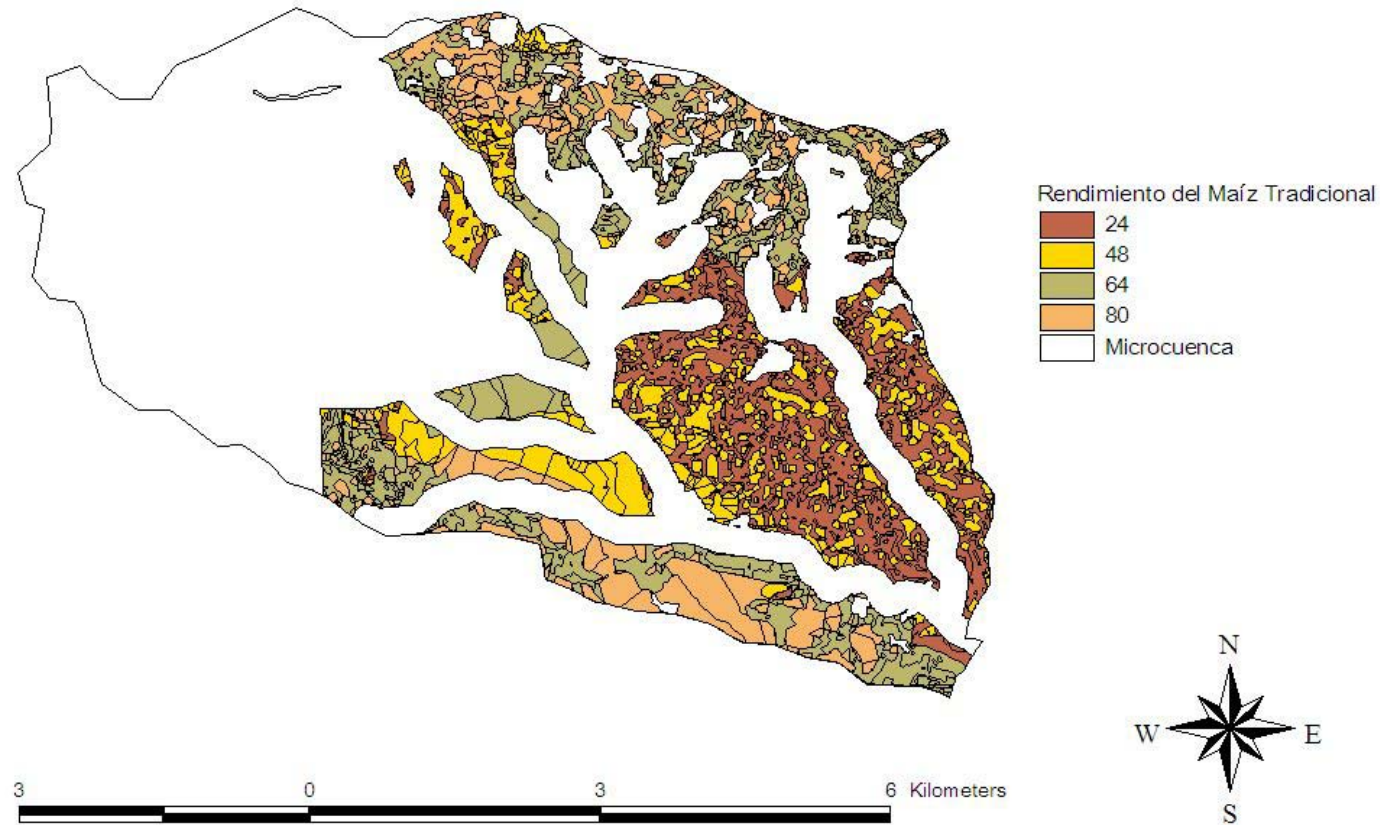 Rendimiento del Maíz Tradicional
24
48
64
80
Microcuenca
N
W E
S
3 0 3 6 Kilometers